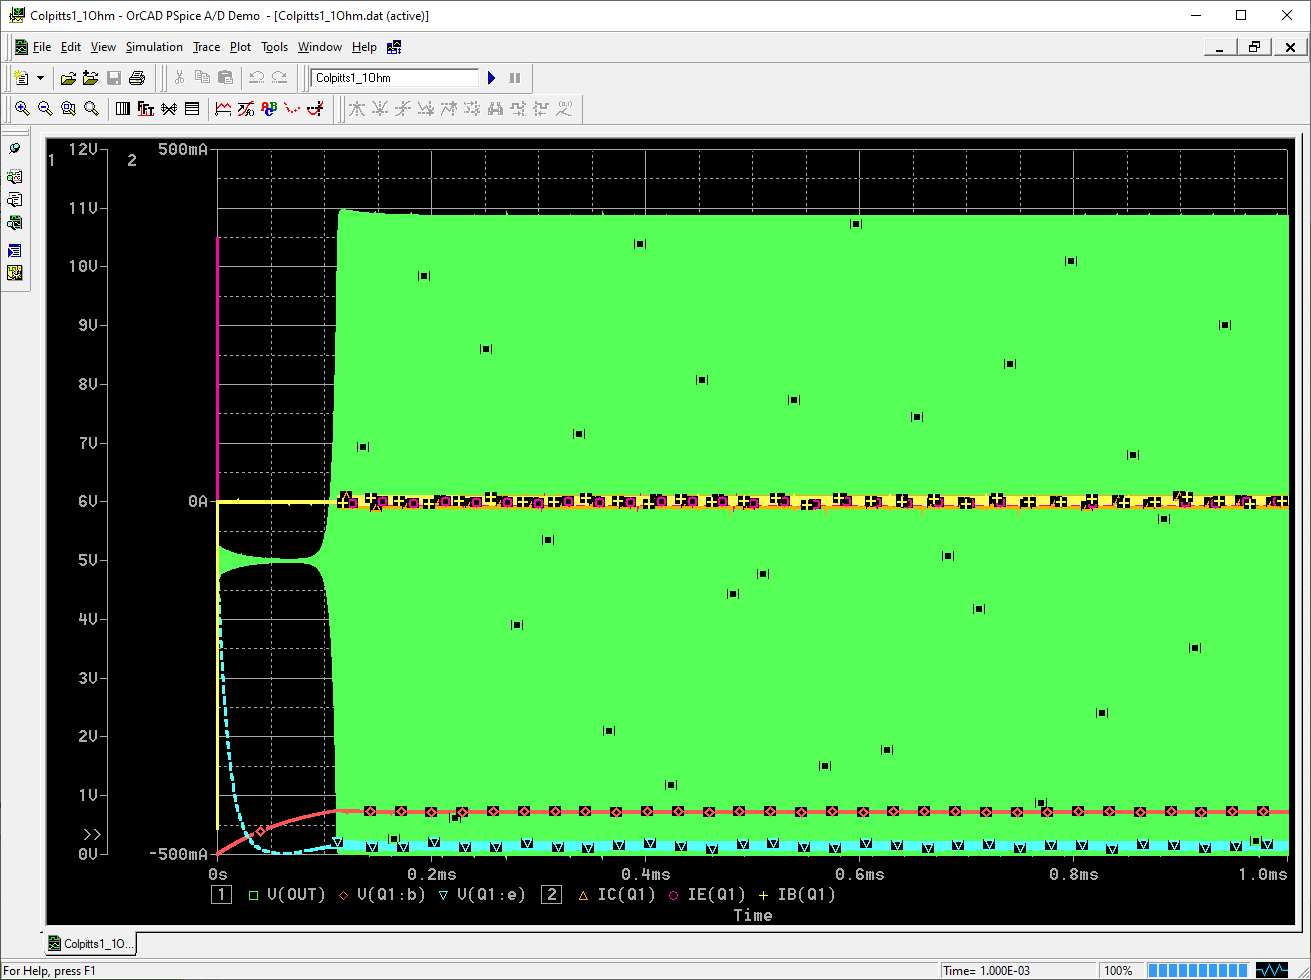 Colpitts1_1Ohm - OrCAD PSpice A/D Demo - [Colpitts1_1Ohm.dat (active)]
File Edit View Simulation Trace Plot Tools Window Help
Colpitts1_1Ohm
1 12V 2 500mA
11V
10V
9V
8V
7V
6V 0A
5V
4V
3V
2V
1V
>>
0V -500mA
0s 0.2ms 0.4ms 0.6ms 0.8ms 1.0ms
1 V(OUT) V(Q1:b) V(Q1:e) 2 IC(Q1) IE(Q1) IB(Q1)
Time
Colpitts1_1O...
For Help, press F1 Time= 1.000E-03 100%